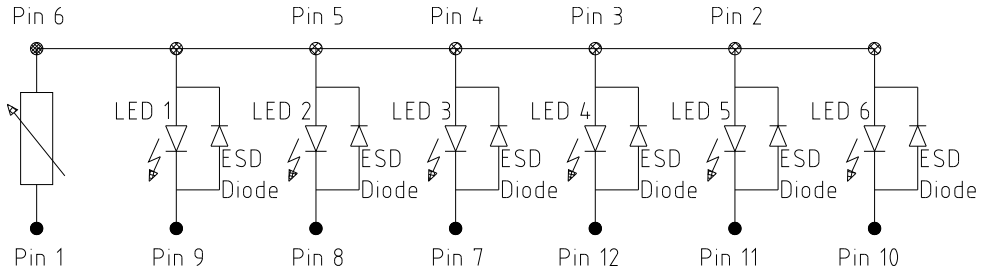 Pin 6
Pin 5
Pin 4
Pin 3
Pin 2
LED 1
LED 2
LED 3
LED 4
LED 5
LED 6
ESD
Diode
ESD
Diode
ESD
Diode
ESD
Diode
ESD
Diode
ESD
Diode
Pin 1
Pin 9
Pin 8
Pin 7
Pin 12
Pin 11
Pin 10